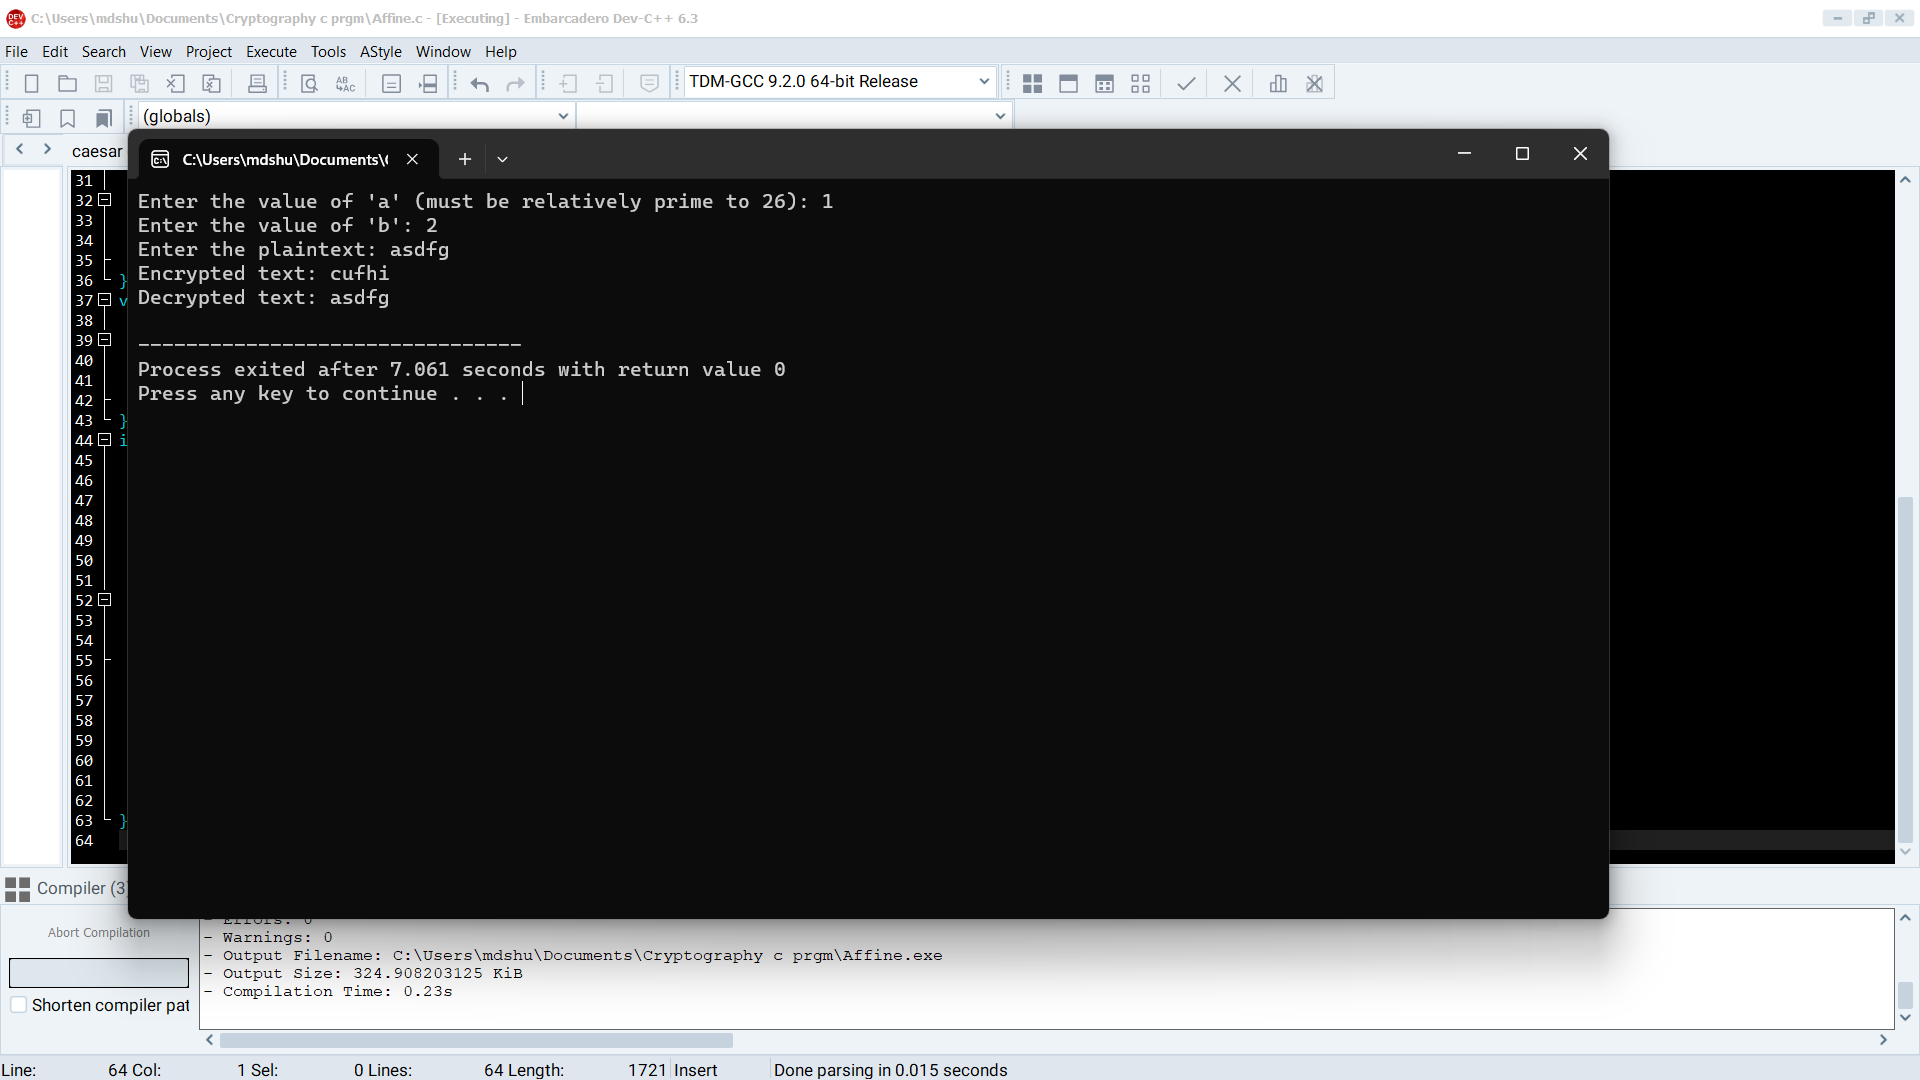 C:\Users\mdshu\Documents\Cryptography c prgm\Affine.c - [Executing] - Embarcadero Dev-C++ 6.3
File Edit Search View Project Execute Tools AStyle Window Help
TDM-GCC 9.2.0 64-bit Release
(globals)
caesar
C:\Users\mdshu\Documents\
31
32
33
34
35
36 }
37 v
38
39
40
41
42
43 }
44 i
45
46
47
48
49
50
51
52
53
54
55
56
57
58
59
60
61
62
63 }
64
Enter the value of 'a' (must be relatively prime to 26): 1
Enter the value of 'b': 2
Enter the plaintext: asdfg
Encrypted text: cufhi
Decrypted text: asdfg
--------------------------------
Process exited after 7.061 seconds with return value 0
Press any key to continue . . .
Compiler (3
Abort Compilation
Shorten compiler pat
- Errors: 0
- Warnings: 0
- Output Filename: C:\Users\mdshu\Documents\Cryptography c prgm\Affine.exe
- Output Size: 324.908203125 KiB
- Compilation Time: 0.23s
Line: 64 Col: 1 Sel: 0 Lines: 64 Length: 1721 Insert Done parsing in 0.015 seconds